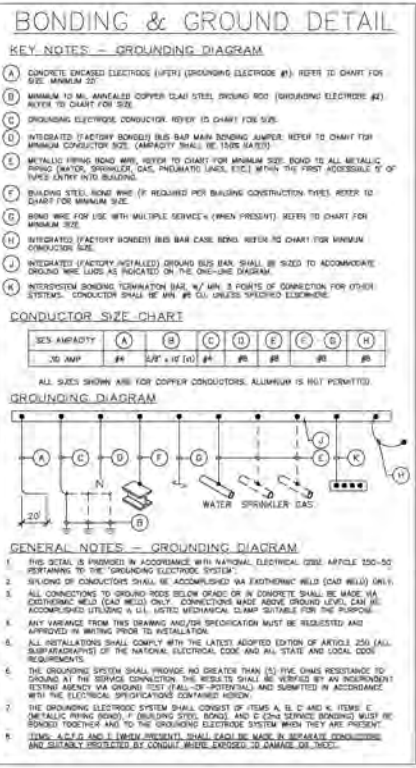 BONDING & GROUND DETAIL
KEY NOTES - GROUNDING DIAGRAM
A CONCRETE ENCASED ELECTRODE (UFER) (GROUNDING ELECTRODE #1). REFER TO CHART FOR
SIZE. MINIMUM 20'
B MINIMUM 10 MIL ANNEALED COPPER CLAD STEEL GROUND ROD (GROUNDING ELECTRODE #2)
REFER TO CHART FOR SIZE.
C GROUNDING ELECTRODE CONDUCTOR. REFER TO CHART FOR SIZE.
D INTEGRATED (FACTORY BONDED) BUS BAR MAIN BONDING JUMPER. REFER TO CHART FOR
MINIMUM CONDUCTOR SIZE. (AMPACITY SHALL BE RATED)
E METALLIC PIPING BOND WIRE, REFER TO CHART FOR MINIMUM SIZE. BOND TO ALL METALLIC
PIPING (WATER, SPRINKLER, GAS, PNEUMATIC LINES, ETC.) WITHIN THE FIRST ACCESSIBLE 5' OF
PIPES ENTRY INTO BUILDING.
F BUILDING STEEL BOND WIRE (IF REQUIRED PER BUILDING CONSTRUCTION TYPE). REFER TO
CHART FOR MINIMUM SIZE.
G BOND WIRE FOR USE WITH MULTIPLE SERVICE'S (WHEN PRESENT). REFER TO CHART FOR
MINIMUM SIZE.
H INTEGRATED (FACTORY BONDED) BUS BAR CASE BOND. REFER TO CHART FOR MINIMUM
CONDUCTOR SIZE.
J INTEGRATED (FACTORY INSTALLED) GROUND BUS BAR, SHALL BE SIZED TO ACCOMMODATE
GROUND WIRE LUGS AS INDICATED ON THE ONE-LINE DIAGRAM.
K INTERSYSTEM BONDING TERMINATION BAR, W/ MIN. 3 POINTS OF CONNECTION FOR OTHER
SYSTEMS. CONDUCTOR SHALL BE MIN. #6 CU. UNLESS SPECIFIED ELSEWHERE.
CONDUCTOR SIZE CHART
SES AMPACITY A B C D E F - G H
AMP #4 5/8" x 10' #4 #8 #8 #8 #8
ALL SIZES SHOWN ARE FOR COPPER CONDUCTORS, ALUMINUM IS NOT PERMITTED.
GROUNDING DIAGRAM
J
A C D F G E K
H
N
WATER SPRINKLER GAS
20'
B
GENERAL NOTES - GROUNDING DIAGRAM
1. THIS DETAIL IS PROVIDED IN ACCORDANCE WITH NATIONAL ELECTRICAL CODE ARTICLE 250-50
PERTAINING TO THE "GROUNDING ELECTRODE SYSTEM".
2. SPLICING OF CONDUCTORS SHALL BE ACCOMPLISHED VIA EXOTHERMIC WELD (CAD WELD) ONLY.
3. ALL CONNECTIONS TO GROUND RODS BELOW GRADE OR IN CONCRETE SHALL BE MADE VIA
EXOTHERMIC WELD (CAD WELD) ONLY. CONNECTIONS MADE ABOVE GROUND LEVEL CAN BE
ACCOMPLISHED UTILIZING A U.L. LISTED MECHANICAL CLAMP SUITABLE FOR THE PURPOSE.
4. ANY VARIANCE FROM THIS DRAWING AND/OR SPECIFICATION MUST BE REQUESTED AND
APPROVED IN WRITING PRIOR TO INSTALLATION.
5. ALL INSTALLATIONS SHALL COMPLY WITH THE LATEST ADOPTED EDITION OF ARTICLE 250 (ALL
SUBPARAGRAPHS) OF THE NATIONAL ELECTRICAL CODE AND ALL STATE AND LOCAL CODE
REQUIREMENTS.
6. THE GROUNDING SYSTEM SHALL PROVIDE NO GREATER THAN (5) FIVE OHMS RESISTANCE TO
GROUND AT THE SERVICE CONNECTION. THE RESULTS SHALL BE VERIFIED BY AN INDEPENDENT
TESTING AGENCY VIA GROUND TEST (FALL-OF-POTENTIAL) AND SUBMITTED IN ACCORDANCE
WITH THE ELECTRICAL SPECIFICATIONS CONTAINED HEREIN.
7. THE GROUNDING ELECTRODE SYSTEM SHALL CONSIST OF ITEMS A, B, C AND K. ITEMS: E
(METALLIC PIPING BOND), F (BUILDING STEEL BOND), AND G (2nd SERVICE BONDING) MUST BE
BONDED TOGETHER AND TO THE GROUNDING ELECTRODE SYSTEM WHEN THEY ARE PRESENT.
8. ITEMS: A,C,F,G AND E (WHEN PRESENT), SHALL EACH BE MADE IN SEPARATE CONDUCTORS
AND SUITABLY PROTECTED BY CONDUIT WHERE EXPOSED TO DAMAGE OR THEFT.